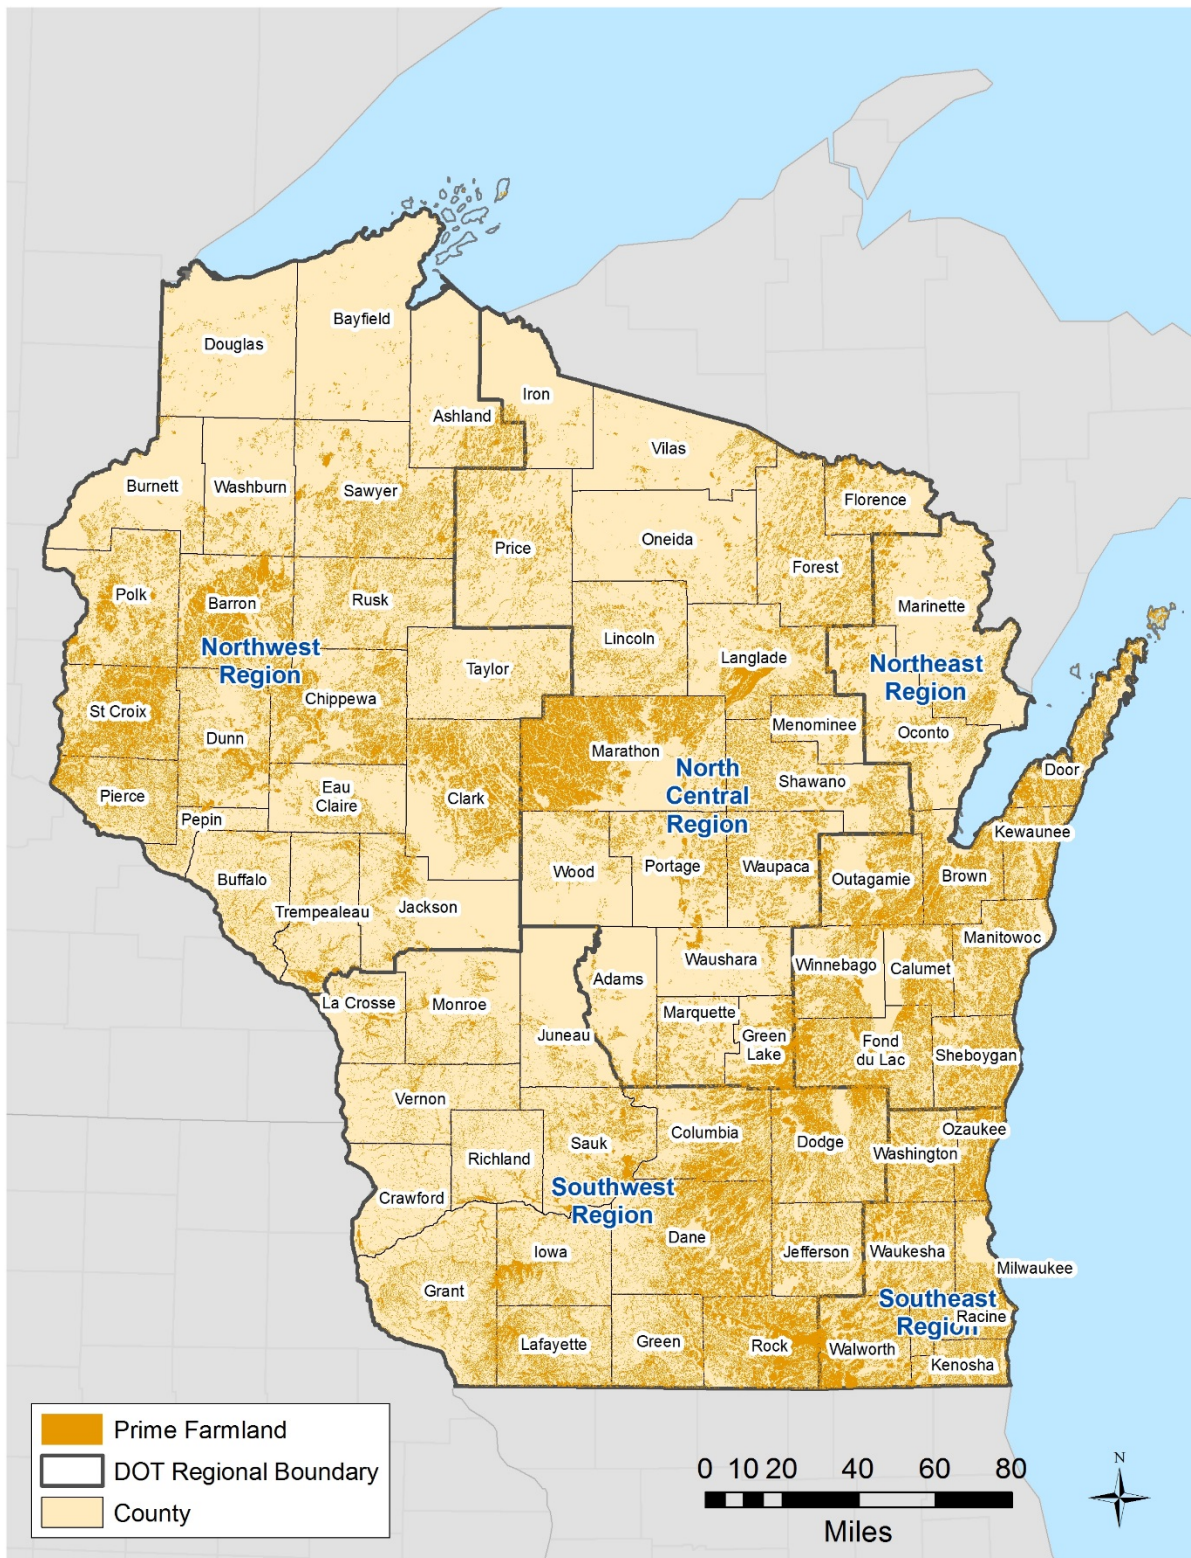 Bayfield
Douglas
Iron
Ashland
Vilas
Burnett
Washburn
Sawyer
Florence
Price
Oneida
Forest
Polk
Barron
Rusk
Marinette
Lincoln
Northwest
Region
Taylor
Langlade
Northeast
Region
St Croix
Chippewa
Menominee
Dunn
Marathon
Oconto
North
Central
Region
Door
Pierce
Eau
Claire
Clark
Shawano
Pepin
Kewaunee
Buffalo
Wood
Portage
Waupaca
Outagamie
Brown
Trempealeau
Jackson
Manitowoc
Waushara
Winnebago
Calumet
La Crosse
Monroe
Adams
Marquette
Juneau
Green
Lake
Fond
du Lac
Sheboygan
Vernon
Ozaukee
Sauk
Columbia
Dodge
Washington
Richland
Southwest
Region
Crawford
Dane
Iowa
Jefferson
Waukesha
Milwaukee
Grant
Southeast
Region
Racine
Lafayette
Green
Rock
Walworth
Kenosha
Prime Farmland
DOT Regional Boundary
County
0 10 20 40 60 80
Miles
N